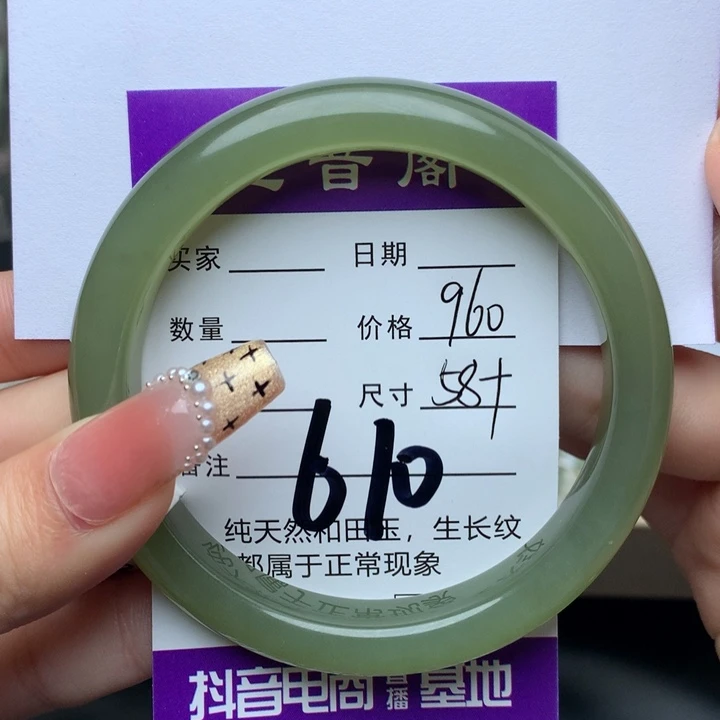 音阁
买家 日期
数量 价格 960
尺寸 58+
备注 610
纯天然和田玉，生长纹
都属于正常现象
抖音电商直播基地